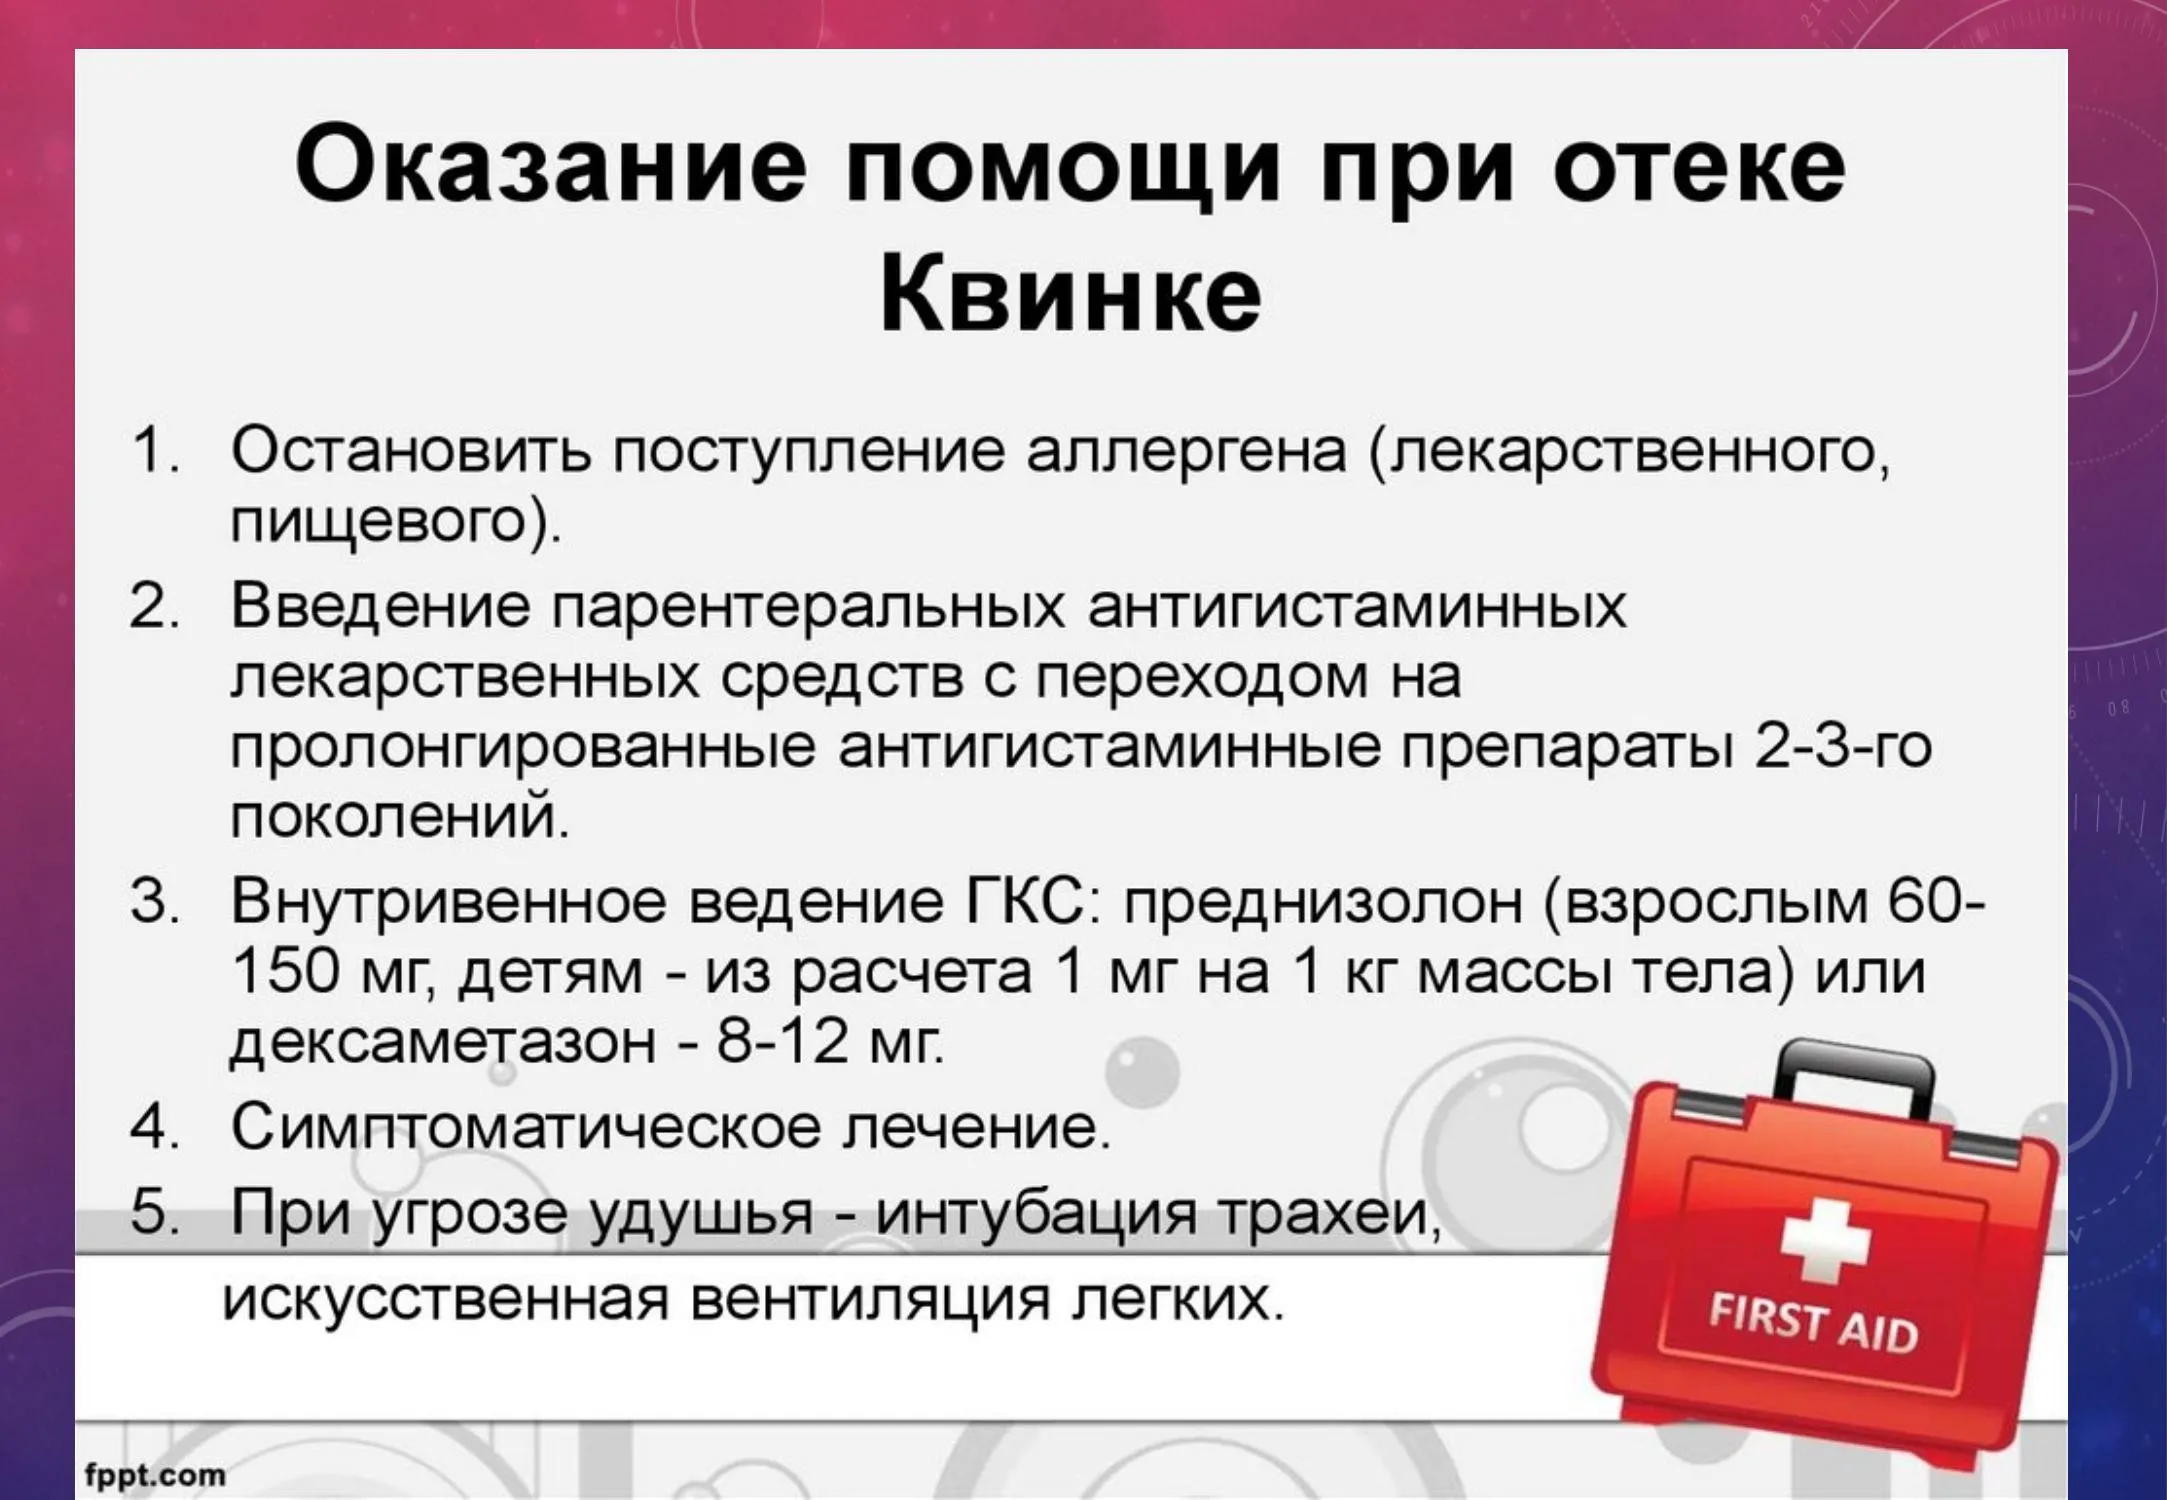 Оказание помощи при отеке
Квинке
1. Остановить поступление аллергена (лекарственного,
пищевого).
2. Введение парентеральных антигистаминных
лекарственных средств с переходом на
пролонгированные антигистаминные препараты 2-3-го
поколений.
3. Внутривенное ведение ГКС: преднизолон (взрослым 60-
150 мг, детям - из расчета 1 мг на 1 кг массы тела) или
дексаметазон - 8-12 мг.
4. Симптоматическое лечение.
5. При угрозе удушья - интубация трахеи,
искусственная вентиляция легких.
FIRST AID
fppt.com